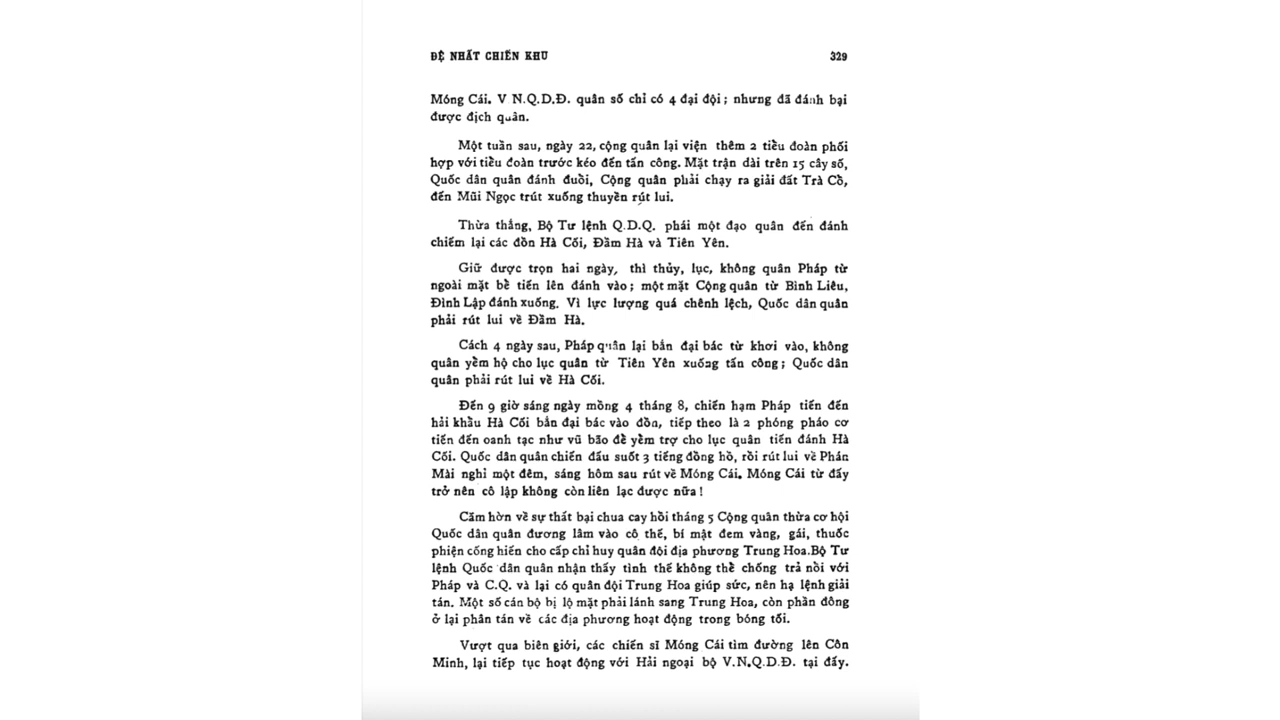 ĐỆ NHẤT CHIẾN KHU 329
Móng Cái. V N.Q.D.Đ. quân số chỉ có 4 đại đội ; nhưng đã đánh bại
được địch quân.
Một tuần sau, ngày 22, cộng quân lại viện thêm 2 tiểu đoàn phối
hợp với tiểu đoàn trước kéo đến tấn công. Mặt trận dài trên 15 cây số,
Quốc dân quân đánh đuổi, Cộng quân phải chạy ra giải đất Trà Cổ,
đến Mũi Ngọc trút xuống thuyền rút lui.
Thừa thắng, Bộ Tư lệnh Q.D.Q. phái một đạo quân đến đánh
chiếm lại các đồn Hà Cối, Đầm Hà và Tiên Yên.
Giữ được trọn hai ngày, thì thủy, lục, không quân Pháp từ
ngoài mặt bể tiến lên đánh vào ; một mặt Cộng quân từ Bình Liêu,
Đình Lập đánh xuống. Vì lực lượng quá chênh lệch, Quốc dân quân
phải rút lui về Đầm Hà.
Cách 4 ngày sau, Pháp quân lại bắn đại bác từ khơi vào, không
quân yểm hộ cho lục quân từ Tiên Yên xuống tấn công ; Quốc dân
quân phải rút lui về Hà Cối.
Đến 9 giờ sáng ngày mồng 4 tháng 8, chiến hạm Pháp tiến đến
hải khẩu Hà Cối bắn đại bác vào đồn, tiếp theo là 2 phóng pháo cơ
tiến đến oanh tạc như vũ bão để yểm trợ cho lục quân tiến đánh Hà
Cối. Quốc dân quân chiến đấu suốt 3 tiếng đồng hồ, rồi rút lui về Phán
Mài nghỉ một đêm, sáng hôm sau rút về Móng Cái. Móng Cái từ đấy
trở nên cô lập không còn liên lạc được nữa !
Căm hờn về sự thất bại chua cay hồi tháng 5 Cộng quân thừa cơ hội
Quốc dân quân đương lâm vào cô thế, bí mật đem vàng, gái, thuốc
phiện cống hiến cho cấp chỉ huy quân đội địa phương Trung Hoa.Bộ Tư
lệnh Quốc dân quân nhận thấy tình thế không thể chống trả nổi với
Pháp và C.Q. và lại có quân đội Trung Hoa giúp sức, nên hạ lệnh giải
tán. Một số cán bộ bị lộ mặt phải lánh sang Trung Hoa, còn phần đông
ở lại phân tán về các địa phương hoạt động trong bóng tối.
Vượt qua biên giới, các chiến sĩ Móng Cái tìm đường lên Côn
Minh, lại tiếp tục hoạt động với Hải ngoại bộ V.N.Q.D.Đ. tại đấy.